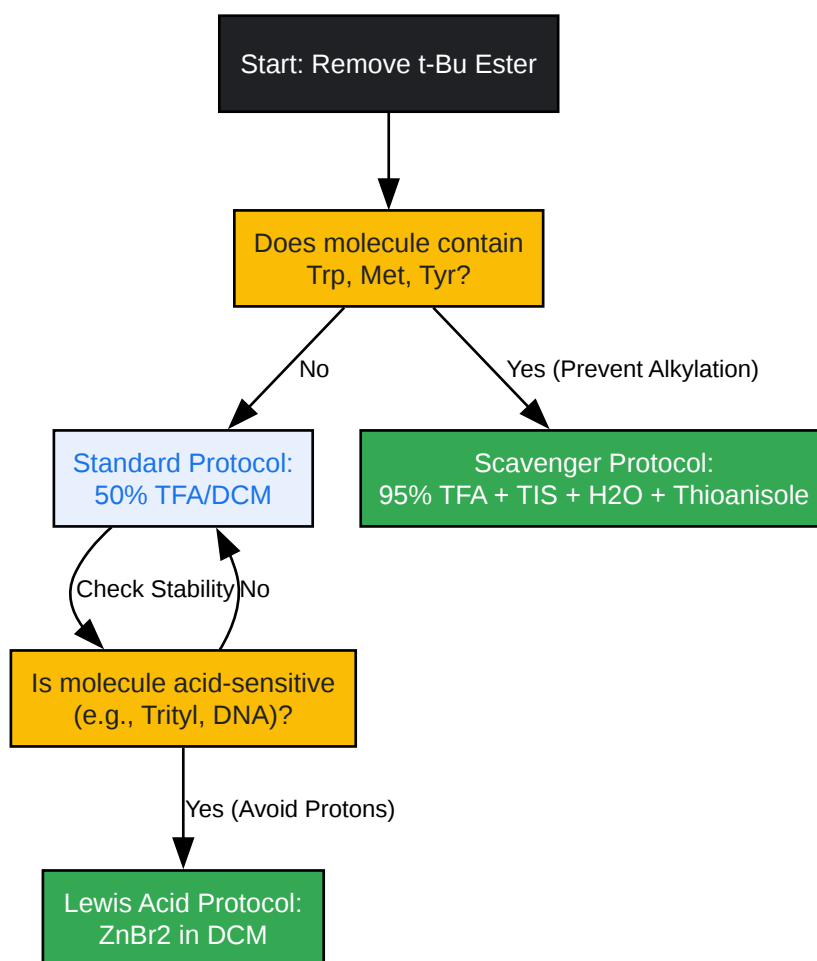 Start: Remove t-Bu Ester
Does molecule contain
Trp, Met, Tyr?
No
Yes (Prevent Alkylation)
Standard Protocol:
50% TFA/DCM
Scavenger Protocol:
95% TFA + TIS + H2O + Thioanisole
Check Stability
No
Is molecule acid-sensitive
(e.g., Trityl, DNA)?
Yes (Avoid Protons)
Lewis Acid Protocol:
ZnBr2 in DCM